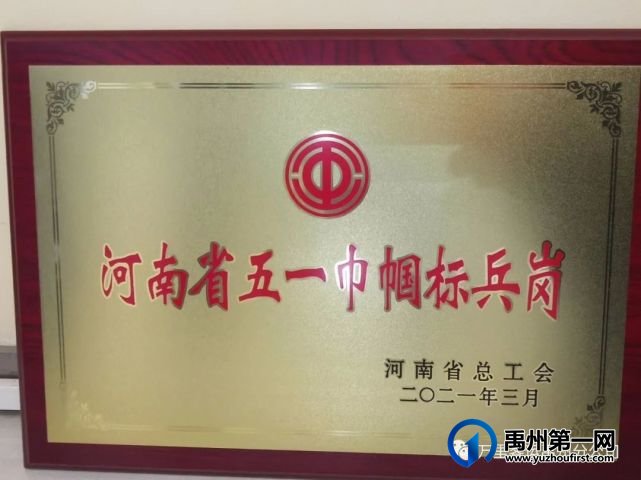 河南省五一巾帼标兵岗
河南省总工会
二〇二一年三月
禹州第一网
www.yuzhoufirst.com